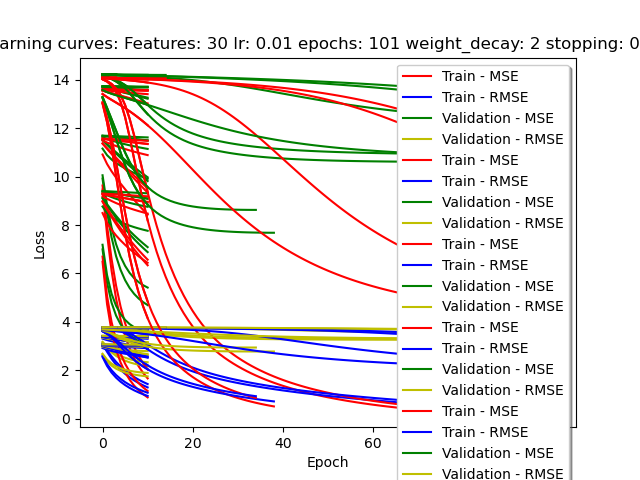 arning curves: Features: 30 lr: 0.01 epochs: 101 weight_decay: 2 stopping: 0
Loss
14
12
10
8
6
4
2
0
0
20
40
60
Epoch
Train - MSE
Train - RMSE
Validation - MSE
Validation - RMSE
Train - MSE
Train - RMSE
Validation - MSE
Validation - RMSE
Train - MSE
Train - RMSE
Validation - MSE
Validation - RMSE
Train - MSE
Train - RMSE
Validation - MSE
Validation - RMSE
Train - MSE
Train - RMSE
Validation - MSE
Validation - RMSE